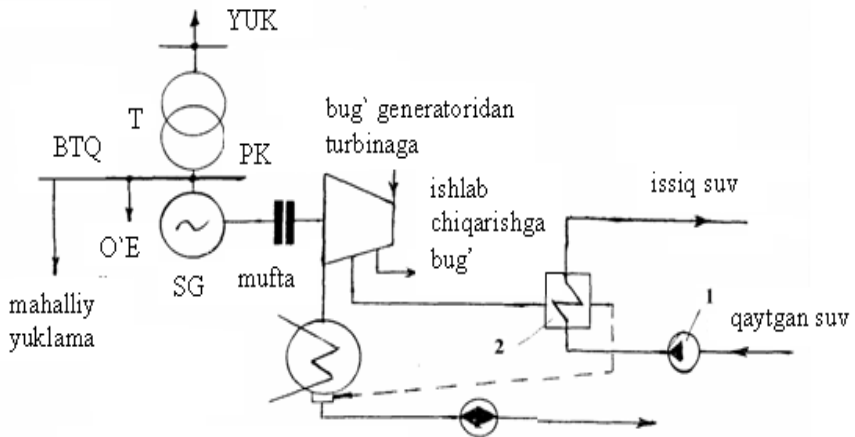 YUK
T
bug` generatoridan
turbinaga
BTQ
PK
ishlab
chiqarishga
bug'
issiq suv
O`E
SG
mufta
mahalliy
yuklama
1
2
qaytgan suv